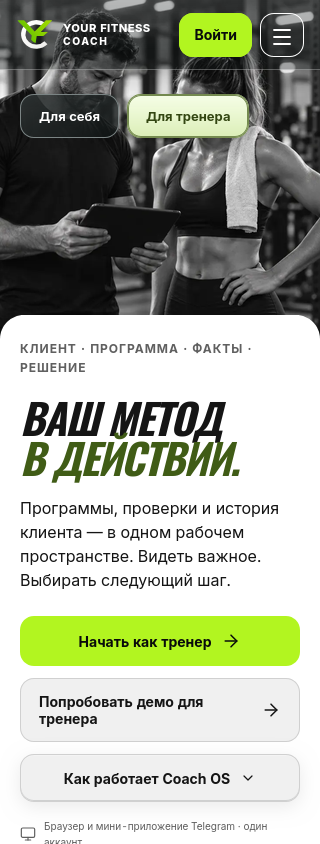 YOUR FITNESS
COACH
Войти
Для себя
Для тренера
КЛИЕНТ · ПРОГРАММА · ФАКТЫ ·
РЕШЕНИЕ
ВАШ МЕТОД
В ДЕЙСТВИИ.
Программы, проверки и история
клиента — в одном рабочем
пространстве. Видеть важное.
Выбирать следующий шаг.
Начать как тренер
Попробовать демо для
тренера
Как работает Coach OS
Браузер и мини-приложение Telegram · один
аккаунт